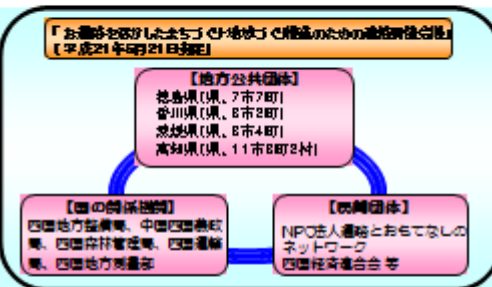 「お遍路を活かしたまちづくり・地域づくり推進のための連絡調整会議」
[平成21年5月21日発足]
【地方公共団体】
徳島県(県、7市7町)
香川県(県、8市2町)
愛媛県(県、8市4町)
高知県(県、11市8町2村)
【国の関係機関】
四国地方整備局、中国四国農政
局、四国森林管理局、四国運輸
局、四国地方測量部
【民間団体】
NPO法人遍路とおもてなしの
ネットワーク
四国経済連合会 等